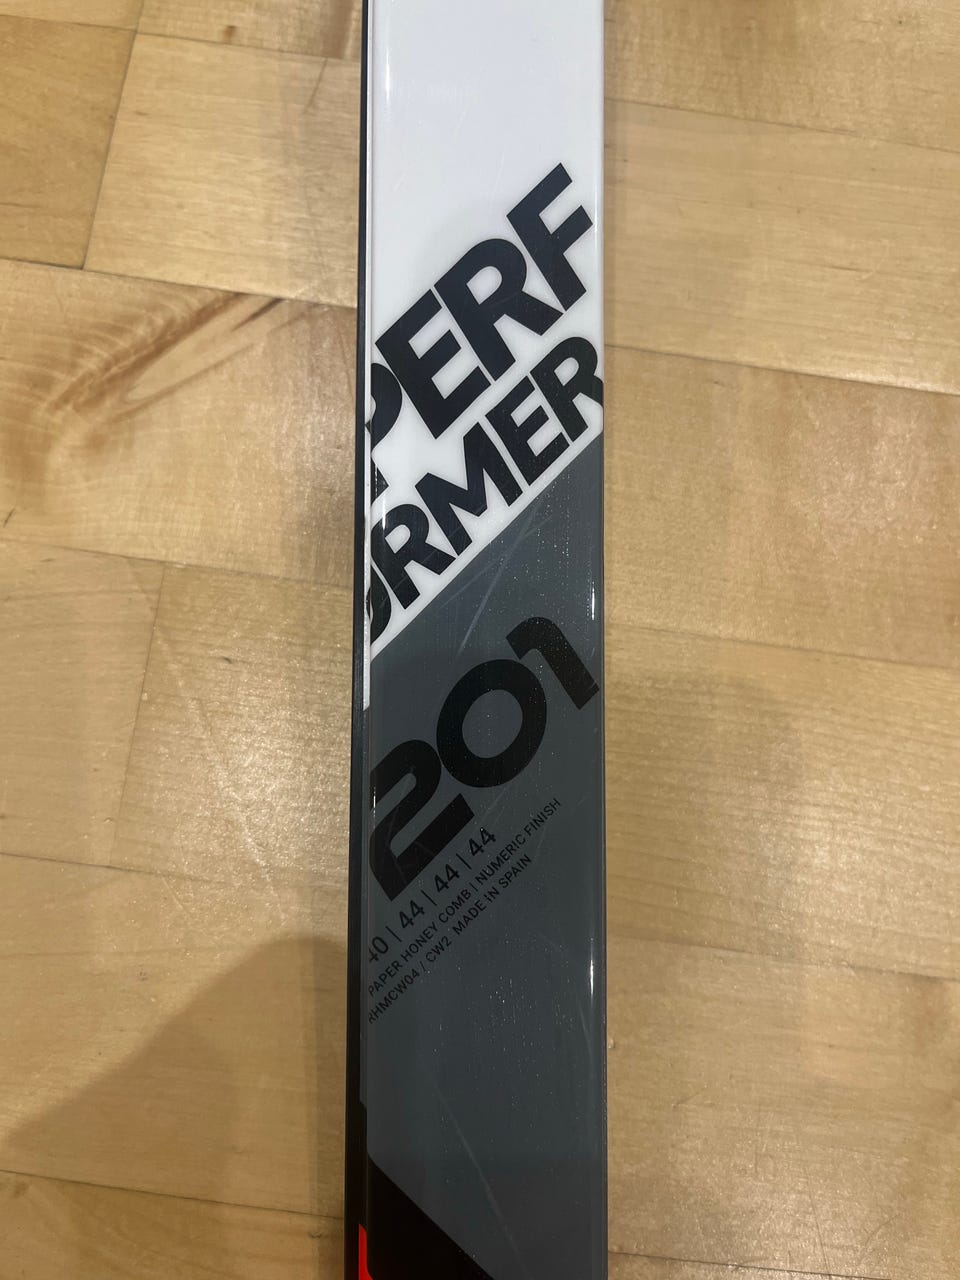 PERF
ORMER
201
40 | 44 | 44 | 44
PAPER HONEY COMB | NUMERIC FINISH
RHMCW04 / CW2 MADE IN SPAIN